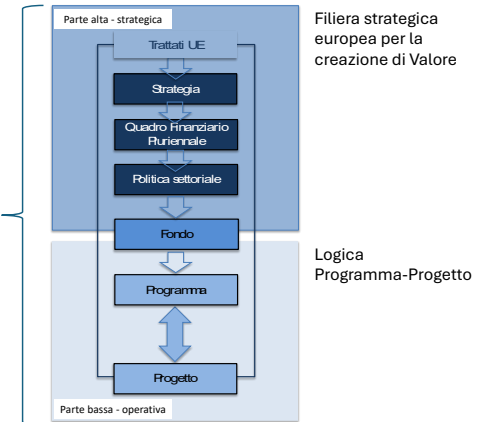 Parte alta - strategica
Trattati UE
Strategia
Quadro Finanziario
Pluriennale
Politica settoriale
Fondo
Programma
Progetto
Parte bassa - operativa
Filiera strategica
europea per la
creazione di Valore
Logica
Programma-Progetto